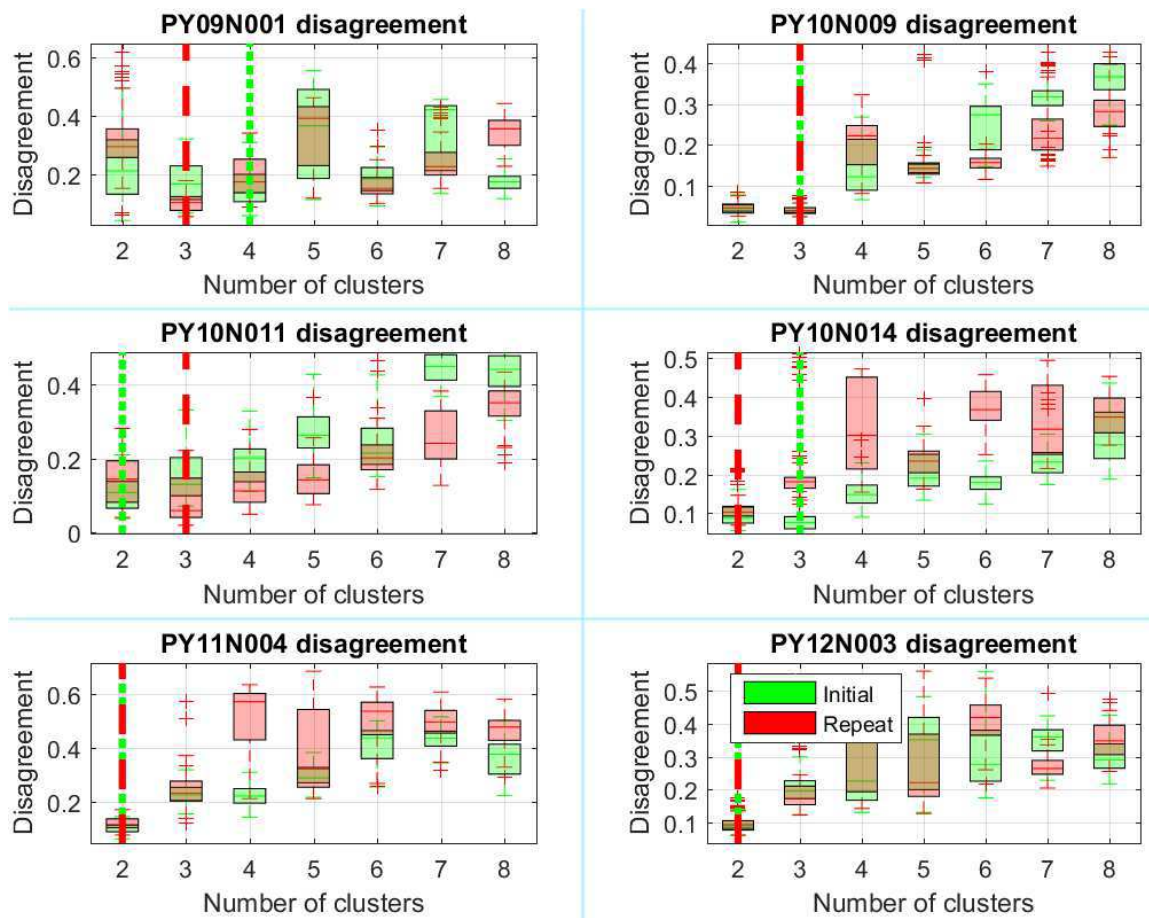 PY09N001 disagreement
Disagreement
0.6
0.4
0.2
2 3 4 5 6 7 8
Number of clusters
PY10N009 disagreement
Disagreement
0.4
0.3
0.2
0.1
2 3 4 5 6 7 8
Number of clusters
PY10N011 disagreement
Disagreement
0.4
0.2
0
2 3 4 5 6 7 8
Number of clusters
PY10N014 disagreement
Disagreement
0.5
0.4
0.3
0.2
0.1
2 3 4 5 6 7 8
Number of clusters
PY11N004 disagreement
Disagreement
0.6
0.4
0.2
2 3 4 5 6 7 8
Number of clusters
PY12N003 disagreement
Disagreement
0.5
0.4
0.3
0.2
0.1
Initial
Repeat
2 3 4 5 6 7 8
Number of clusters